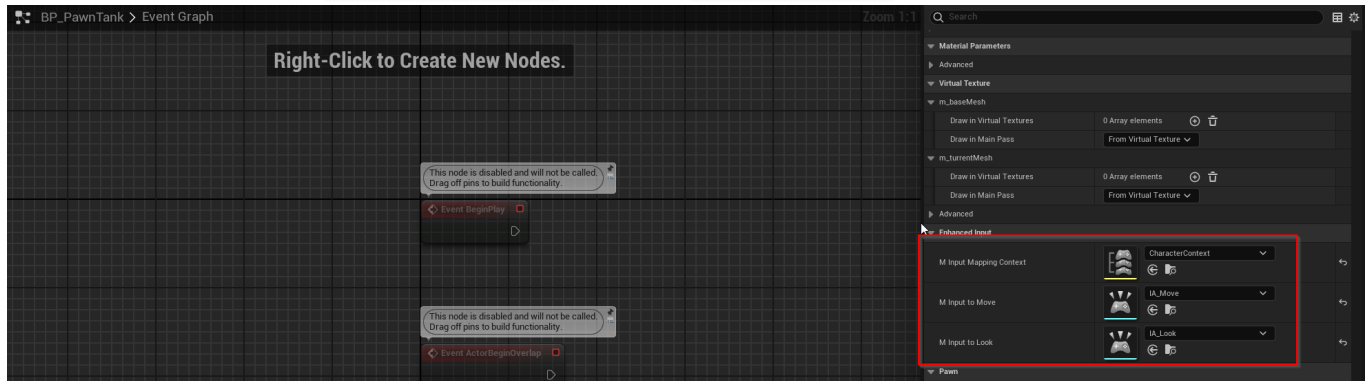 BP_PawnTank > Event Graph
Zoom 1:1
Right-Click to Create New Nodes.
This node is disabled and will not be called.
Drag off pins to build functionality.
Event BeginPlay
This node is disabled and will not be called.
Drag off pins to build functionality.
Event ActorBeginOverlap
Search
Material Parameters
Advanced
Virtual Texture
m_baseMesh
Draw in Virtual Textures 0 Array elements
Draw in Main Pass From Virtual Texture
m_turrentMesh
Draw in Virtual Textures 0 Array elements
Draw in Main Pass From Virtual Texture
Advanced
Enhanced Input
M Input Mapping Context CharacterContext
M Input to Move IA_Move
M Input to Look IA_Look
Pawn